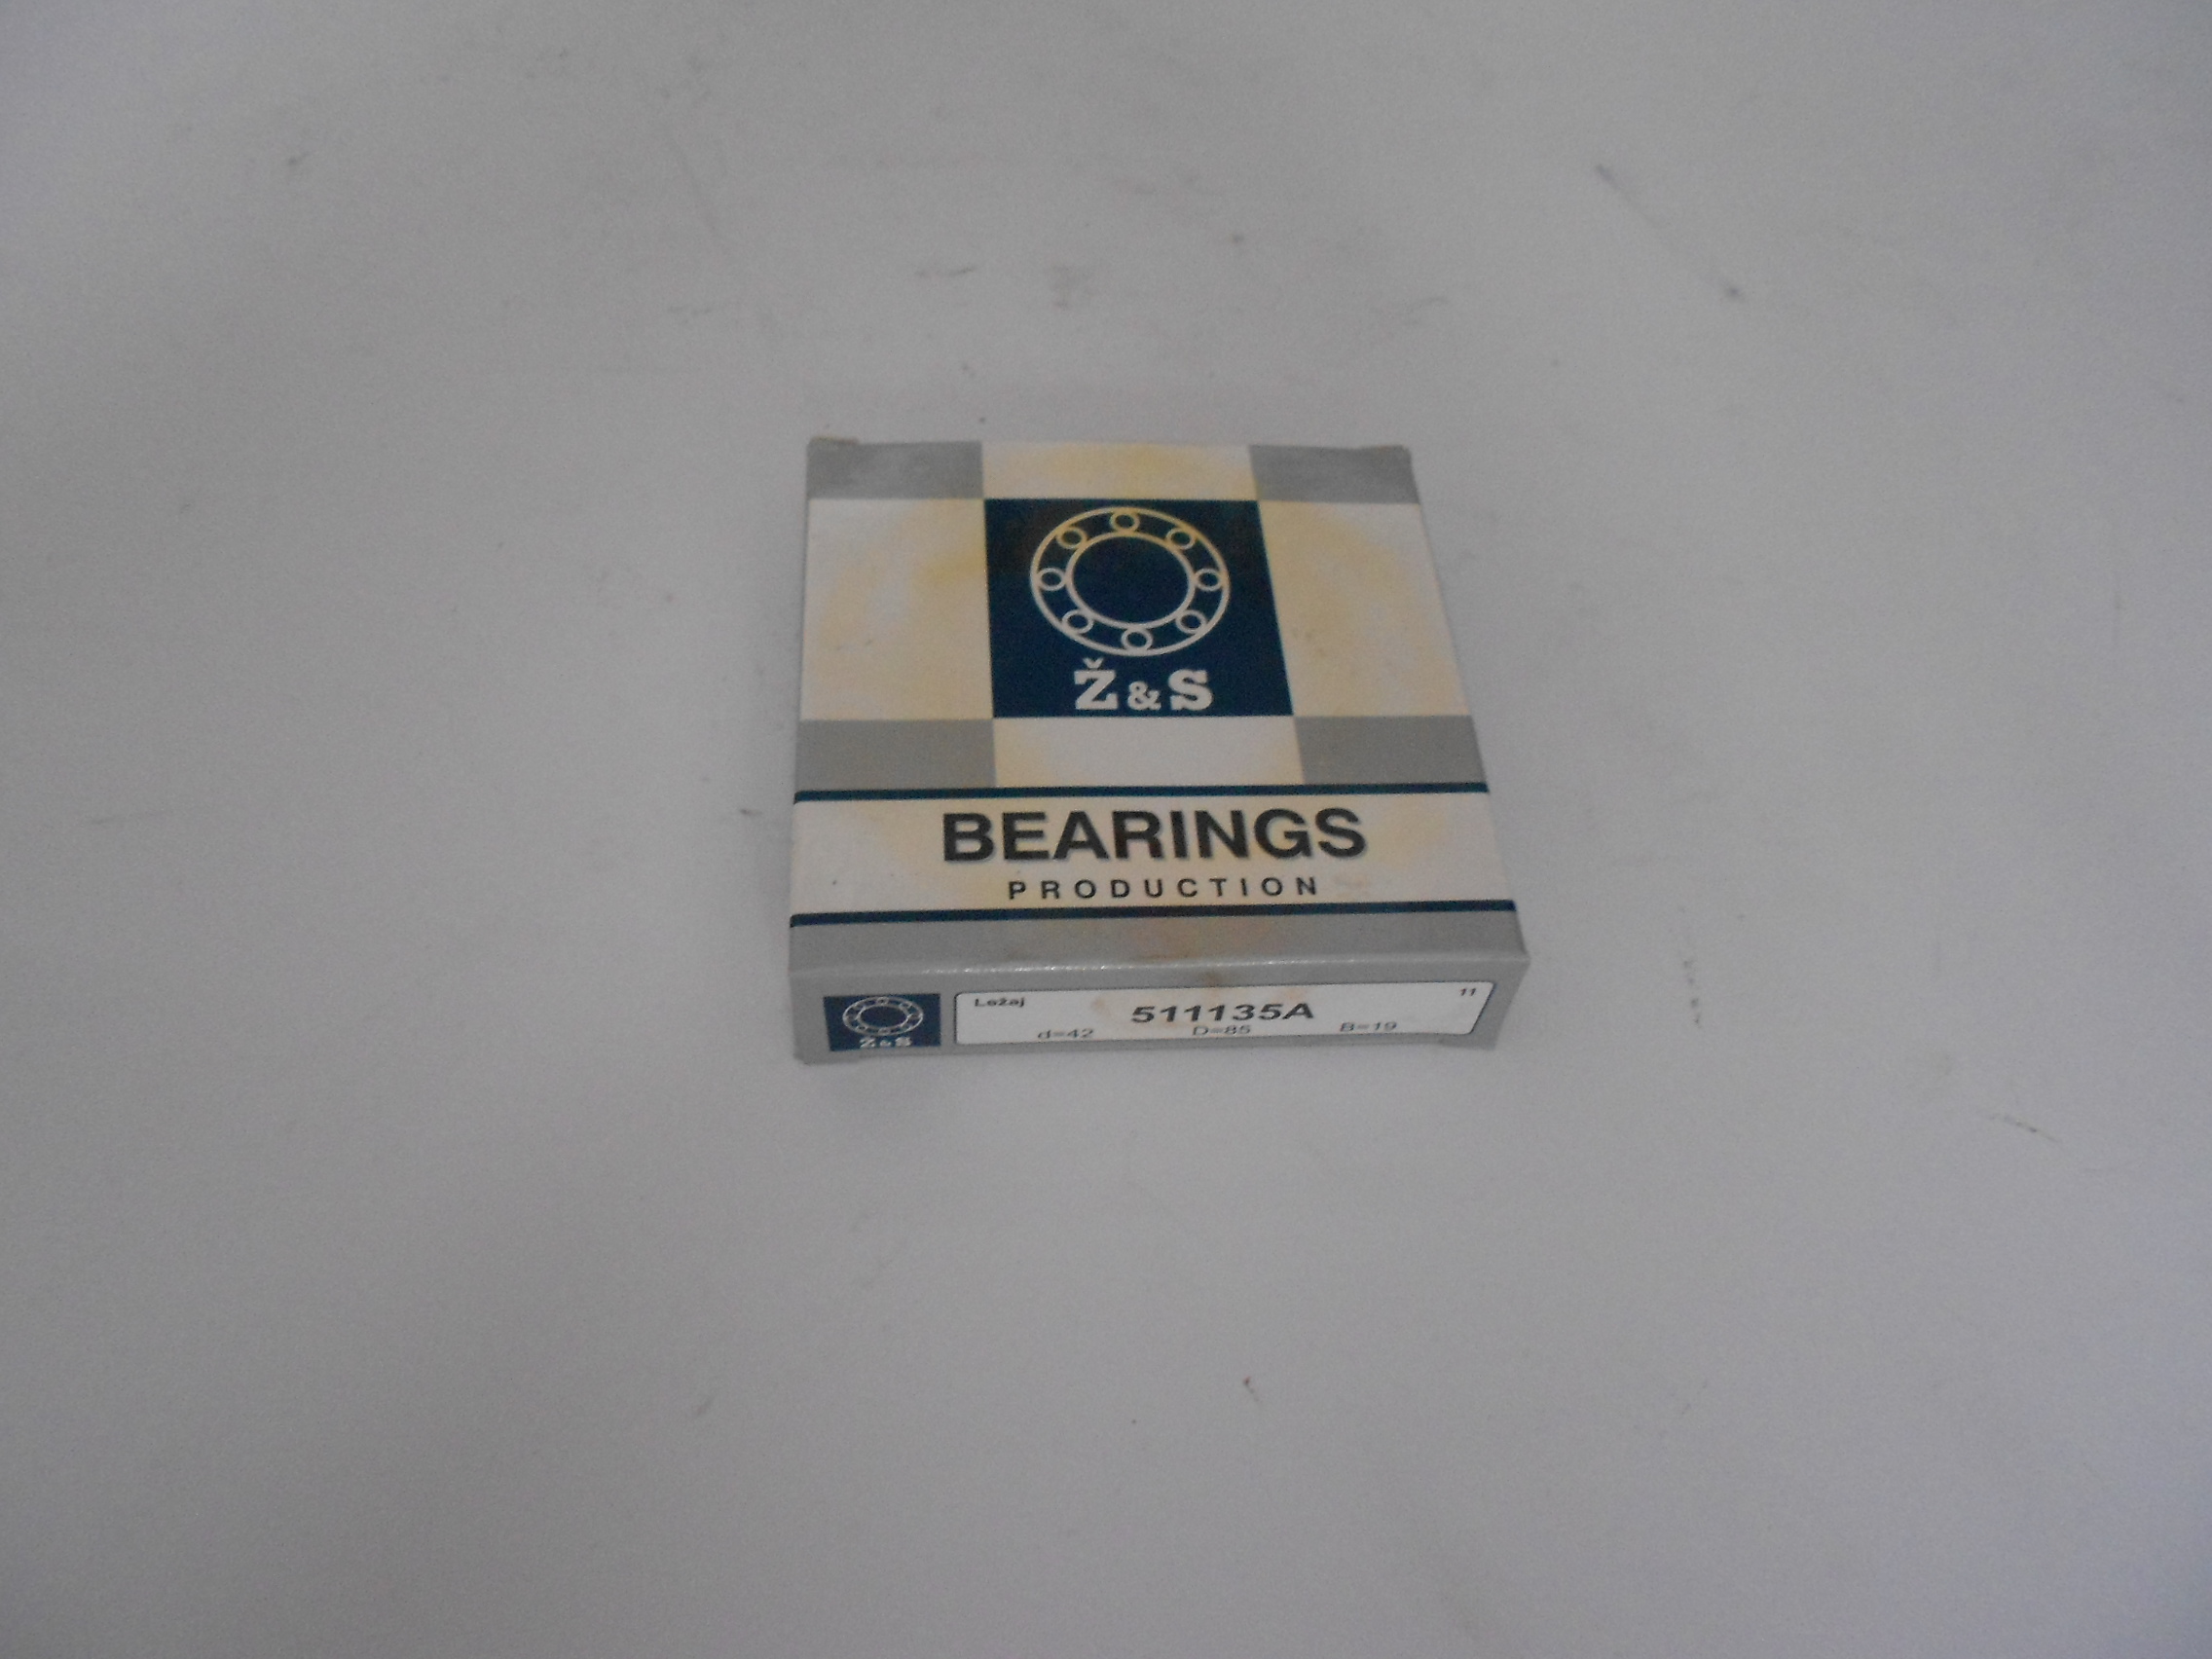 Ž & S
BEARINGS
PRODUCTION
Ležaj 11
511135A
d=42 D=85 B=19
Ž & S